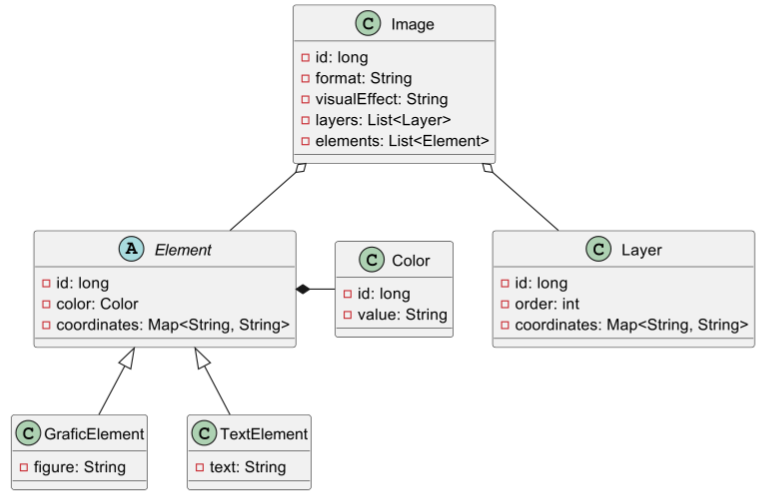 C Image
id: long
format: String
visualEffect: String
layers: List<Layer>
elements: List<Element>
A Element
id: long
color: Color
coordinates: Map<String, String>
C Color
id: long
value: String
C Layer
id: long
order: int
coordinates: Map<String, String>
C GraficElement
figure: String
C TextElement
text: String